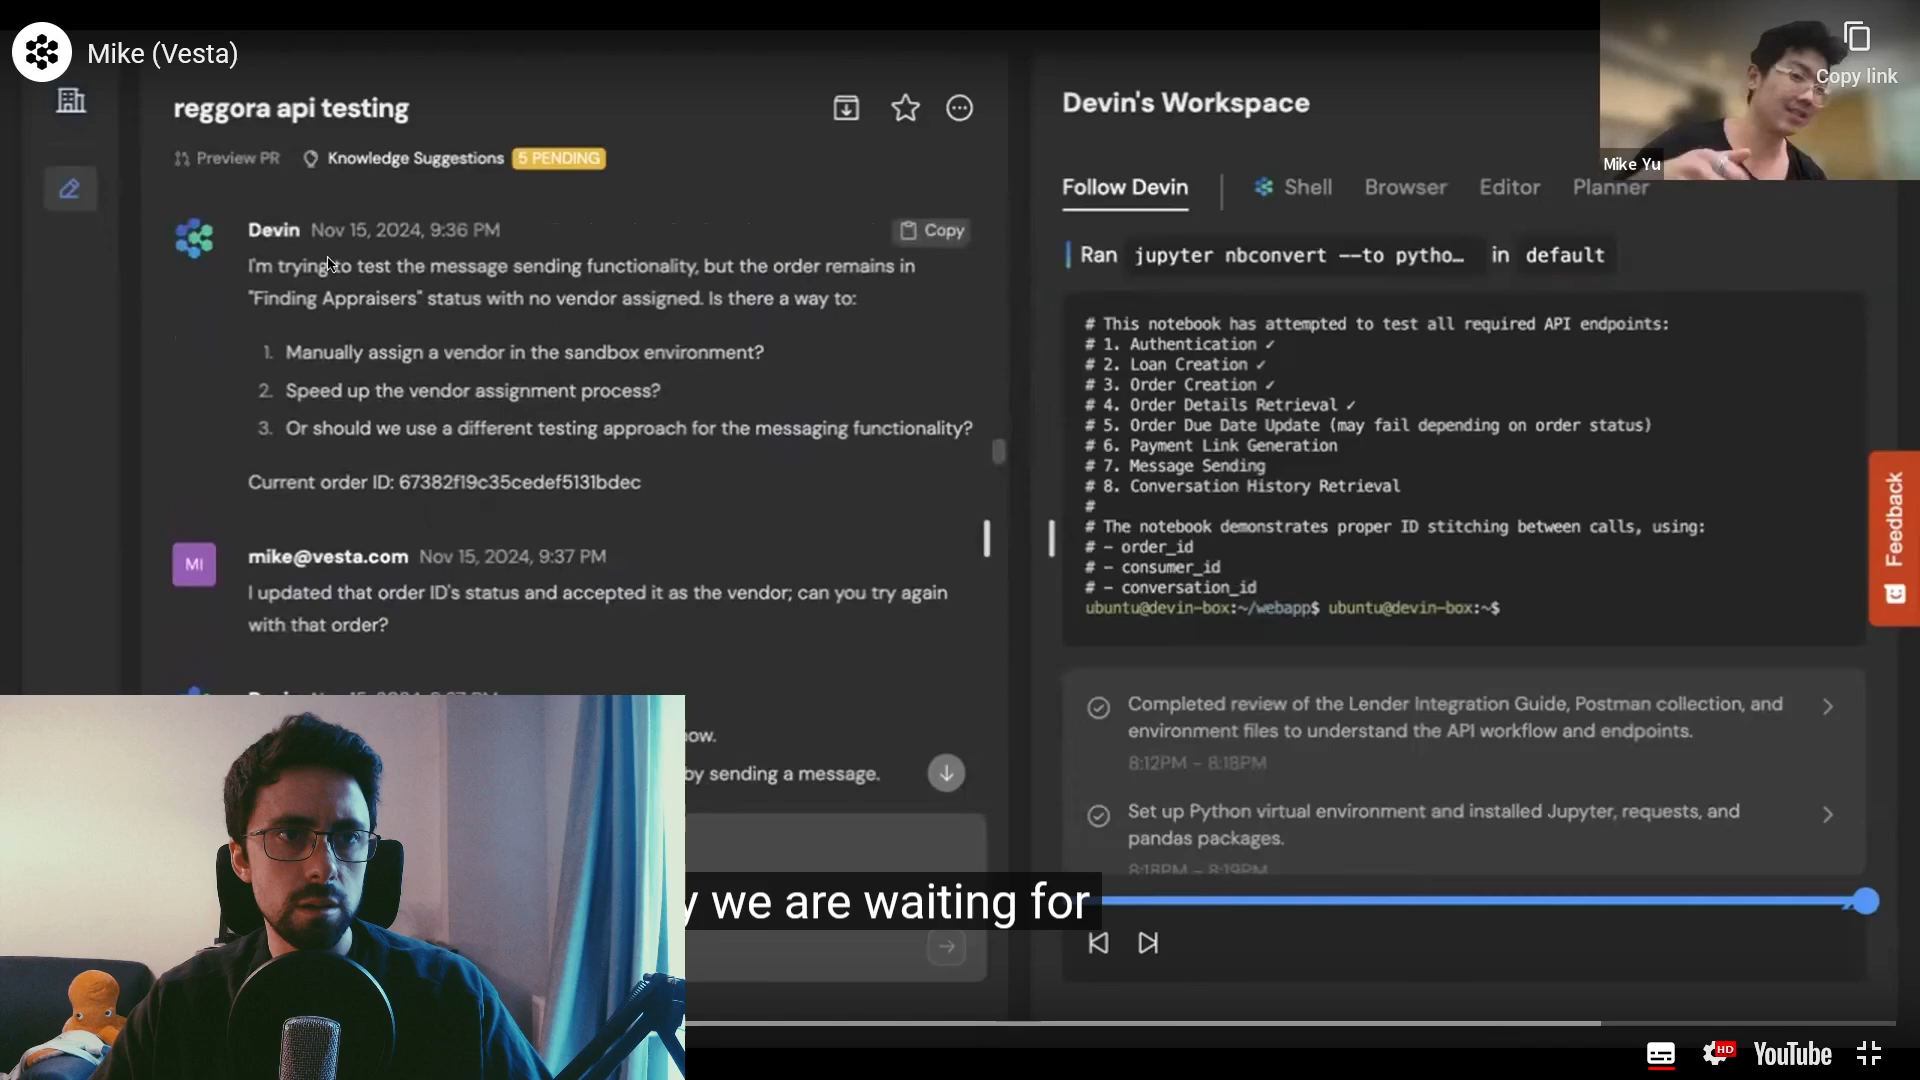 Mike (Vesta)
Copy link
Mike Yu
reggora api testing
Preview PR
Knowledge Suggestions
5 PENDING
Devin Nov 15, 2024, 9:36 PM
Copy
I'm trying to test the message sending functionality, but the order remains in
"Finding Appraisers" status with no vendor assigned. Is there a way to:
1. Manually assign a vendor in the sandbox environment?
2. Speed up the vendor assignment process?
3. Or should we use a different testing approach for the messaging functionality?
Current order ID: 67382f19c35cedef5131bdec
MI
mike@vesta.com Nov 15, 2024, 9:37 PM
I updated that order ID's status and accepted it as the vendor; can you try again
with that order?
by sending a message.
we are waiting for
Devin's Workspace
Follow Devin
Shell
Browser
Editor
Planner
Ran jupyter nbconvert --to pytho… in default
# This notebook has attempted to test all required API endpoints:
# 1. Authentication ✓
# 2. Loan Creation ✓
# 3. Order Creation ✓
# 4. Order Details Retrieval ✓
# 5. Order Due Date Update (may fail depending on order status)
# 6. Payment Link Generation
# 7. Message Sending
# 8. Conversation History Retrieval
#
# The notebook demonstrates proper ID stitching between calls, using:
# - order_id
# - consumer_id
# - conversation_id
ubuntu@devin-box:~/webapp$ ubuntu@devin-box:~$
Completed review of the Lender Integration Guide, Postman collection, and
environment files to understand the API workflow and endpoints.
8:12PM - 8:18PM
Set up Python virtual environment and installed Jupyter, requests, and
pandas packages.
8:18PM - 8:19PM
Feedback
HD
YouTube